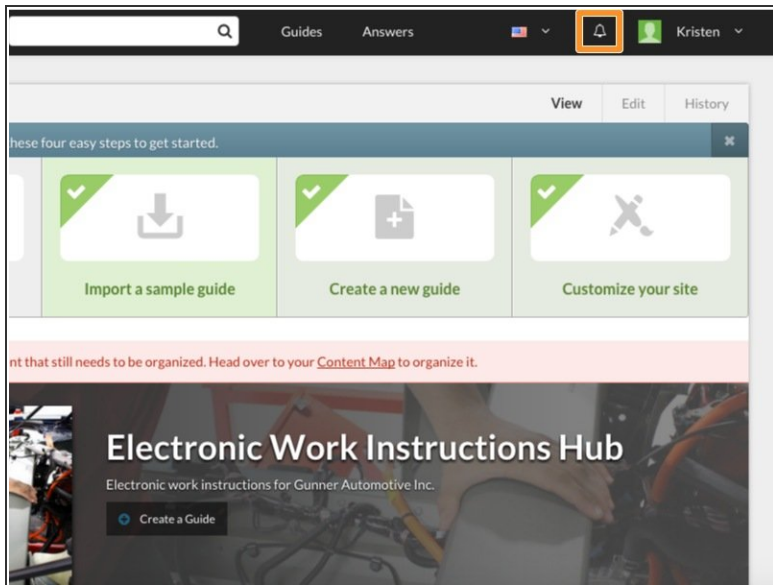 Guides Answers Kristen
View Edit History
these four easy steps to get started.
Import a sample guide Create a new guide Customize your site
nt that still needs to be organized. Head over to your Content Map to organize it.
Electronic Work Instructions Hub
Electronic work instructions for Gunner Automotive Inc.
Create a Guide